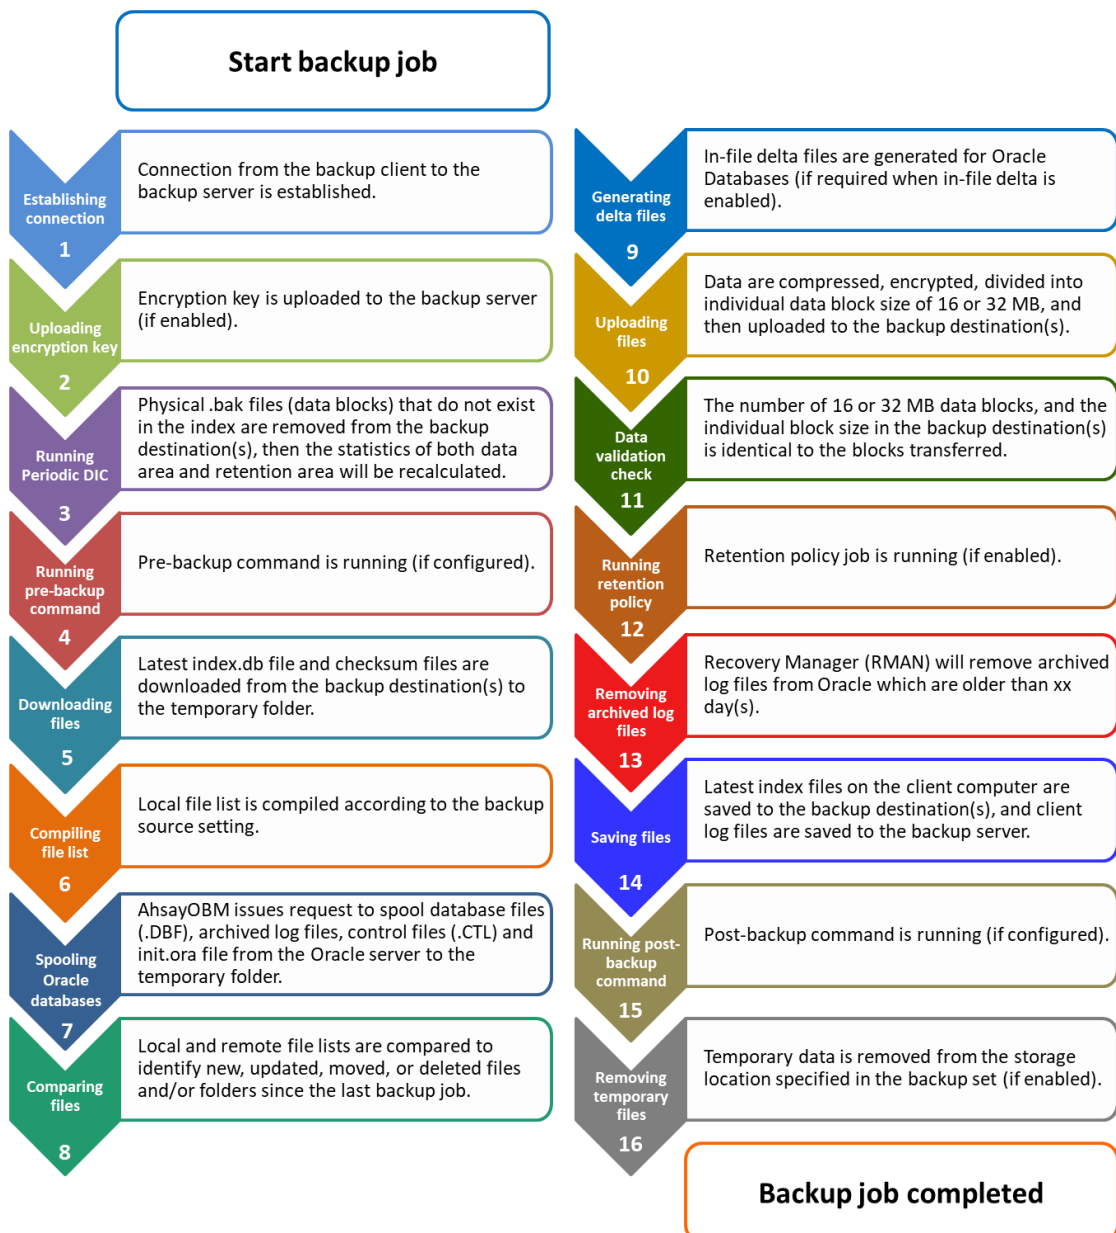 Start backup job
Establishing
connection
1
Connection from the backup client to the
backup server is established.
Uploading
encryption key
2
Encryption key is uploaded to the backup server
(if enabled).
Running
Periodic DIC
3
Physical .bak files (data blocks) that do not exist
in the index are removed from the backup
destination(s), then the statistics of both data
area and retention area will be recalculated.
Running
pre-backup
command
4
Pre-backup command is running (if configured).
Downloading
files
5
Latest index.db file and checksum files are
downloaded from the backup destination(s) to
the temporary folder.
Compiling
file list
6
Local file list is compiled according to the backup
source setting.
Spooling
Oracle
databases
7
AhsayOBM issues request to spool database files
(.DBF), archived log files, control files (.CTL) and
init.ora file from the Oracle server to the
temporary folder.
Comparing
files
8
Local and remote file lists are compared to
identify new, updated, moved, or deleted files
and/or folders since the last backup job.
Generating
delta files
9
In-file delta files are generated for Oracle
Databases (if required when in-file delta is
enabled).
Uploading
files
10
Data are compressed, encrypted, divided into
individual data block size of 16 or 32 MB, and
then uploaded to the backup destination(s).
Data
validation
check
11
The number of 16 or 32 MB data blocks, and the
individual block size in the backup destination(s)
is identical to the blocks transferred.
Running
retention
policy
12
Retention policy job is running (if enabled).
Removing
archived log
files
13
Recovery Manager (RMAN) will remove archived
log files from Oracle which are older than xx
day(s).
Saving files
14
Latest index files on the client computer are
saved to the backup destination(s), and client
log files are saved to the backup server.
Running post-
backup
command
15
Post-backup command is running (if configured).
Removing
temporary
files
16
Temporary data is removed from the storage
location specified in the backup set (if enabled).
Backup job completed